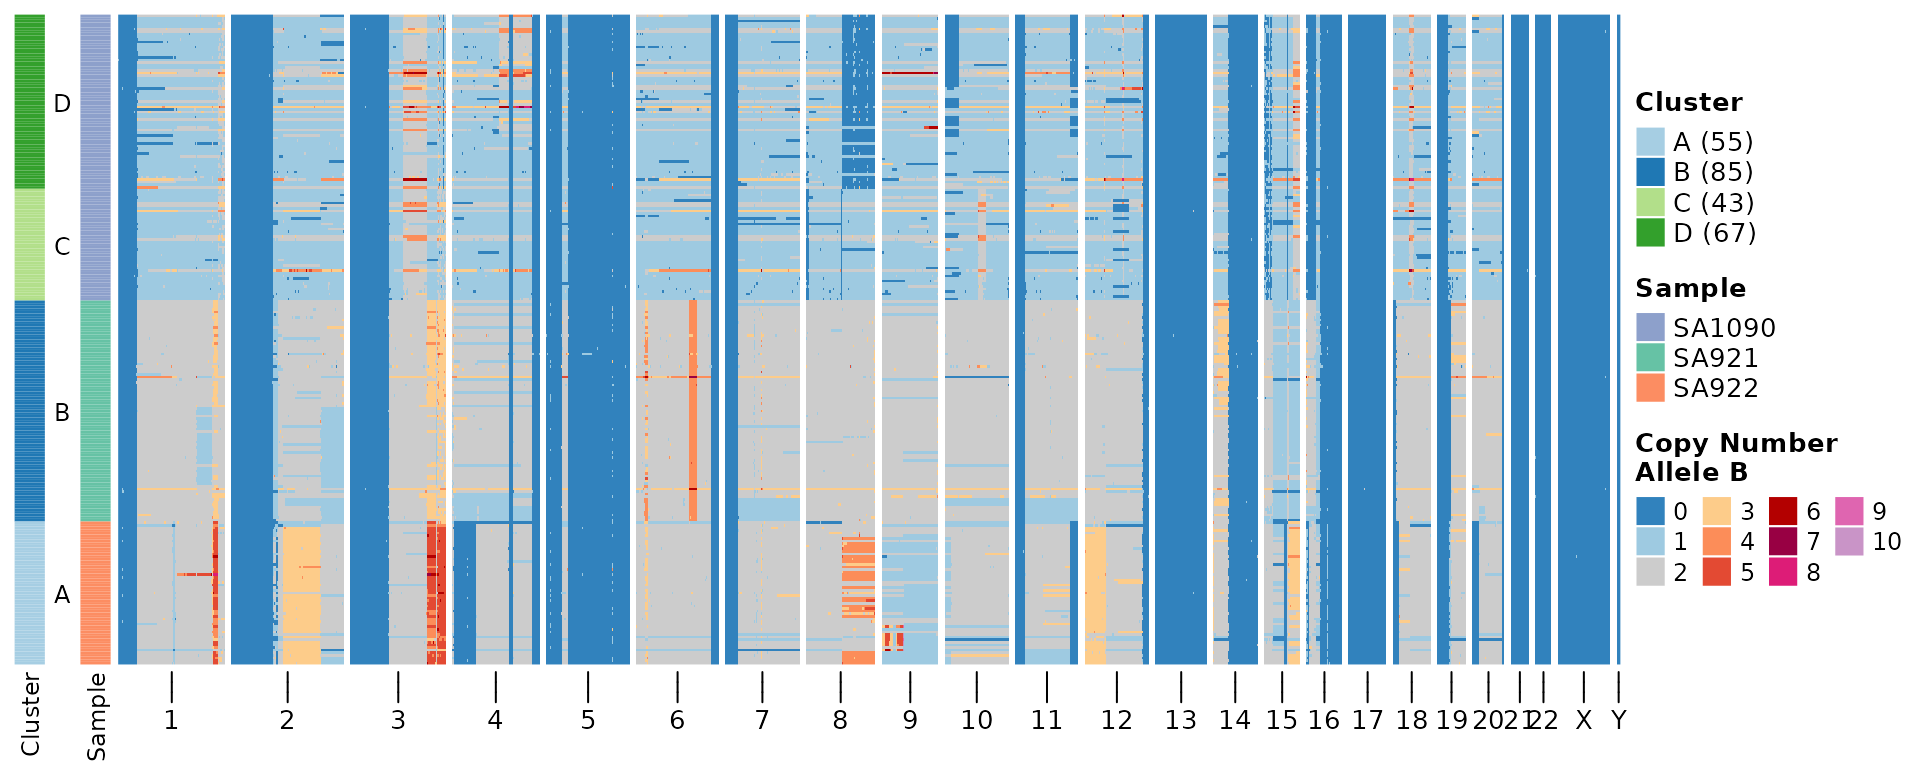 D
C
B
A
Cluster
Sample
1
2
3
4
5
6
7
8
9
10
11
12
13
14
15
16
17
18
19
20
21
22
X
Y
Cluster
A (55)
B (85)
C (43)
D (67)
Sample
SA1090
SA921
SA922
Copy Number
Allele B
0 3 6 9
1 4 7 10
2 5 8